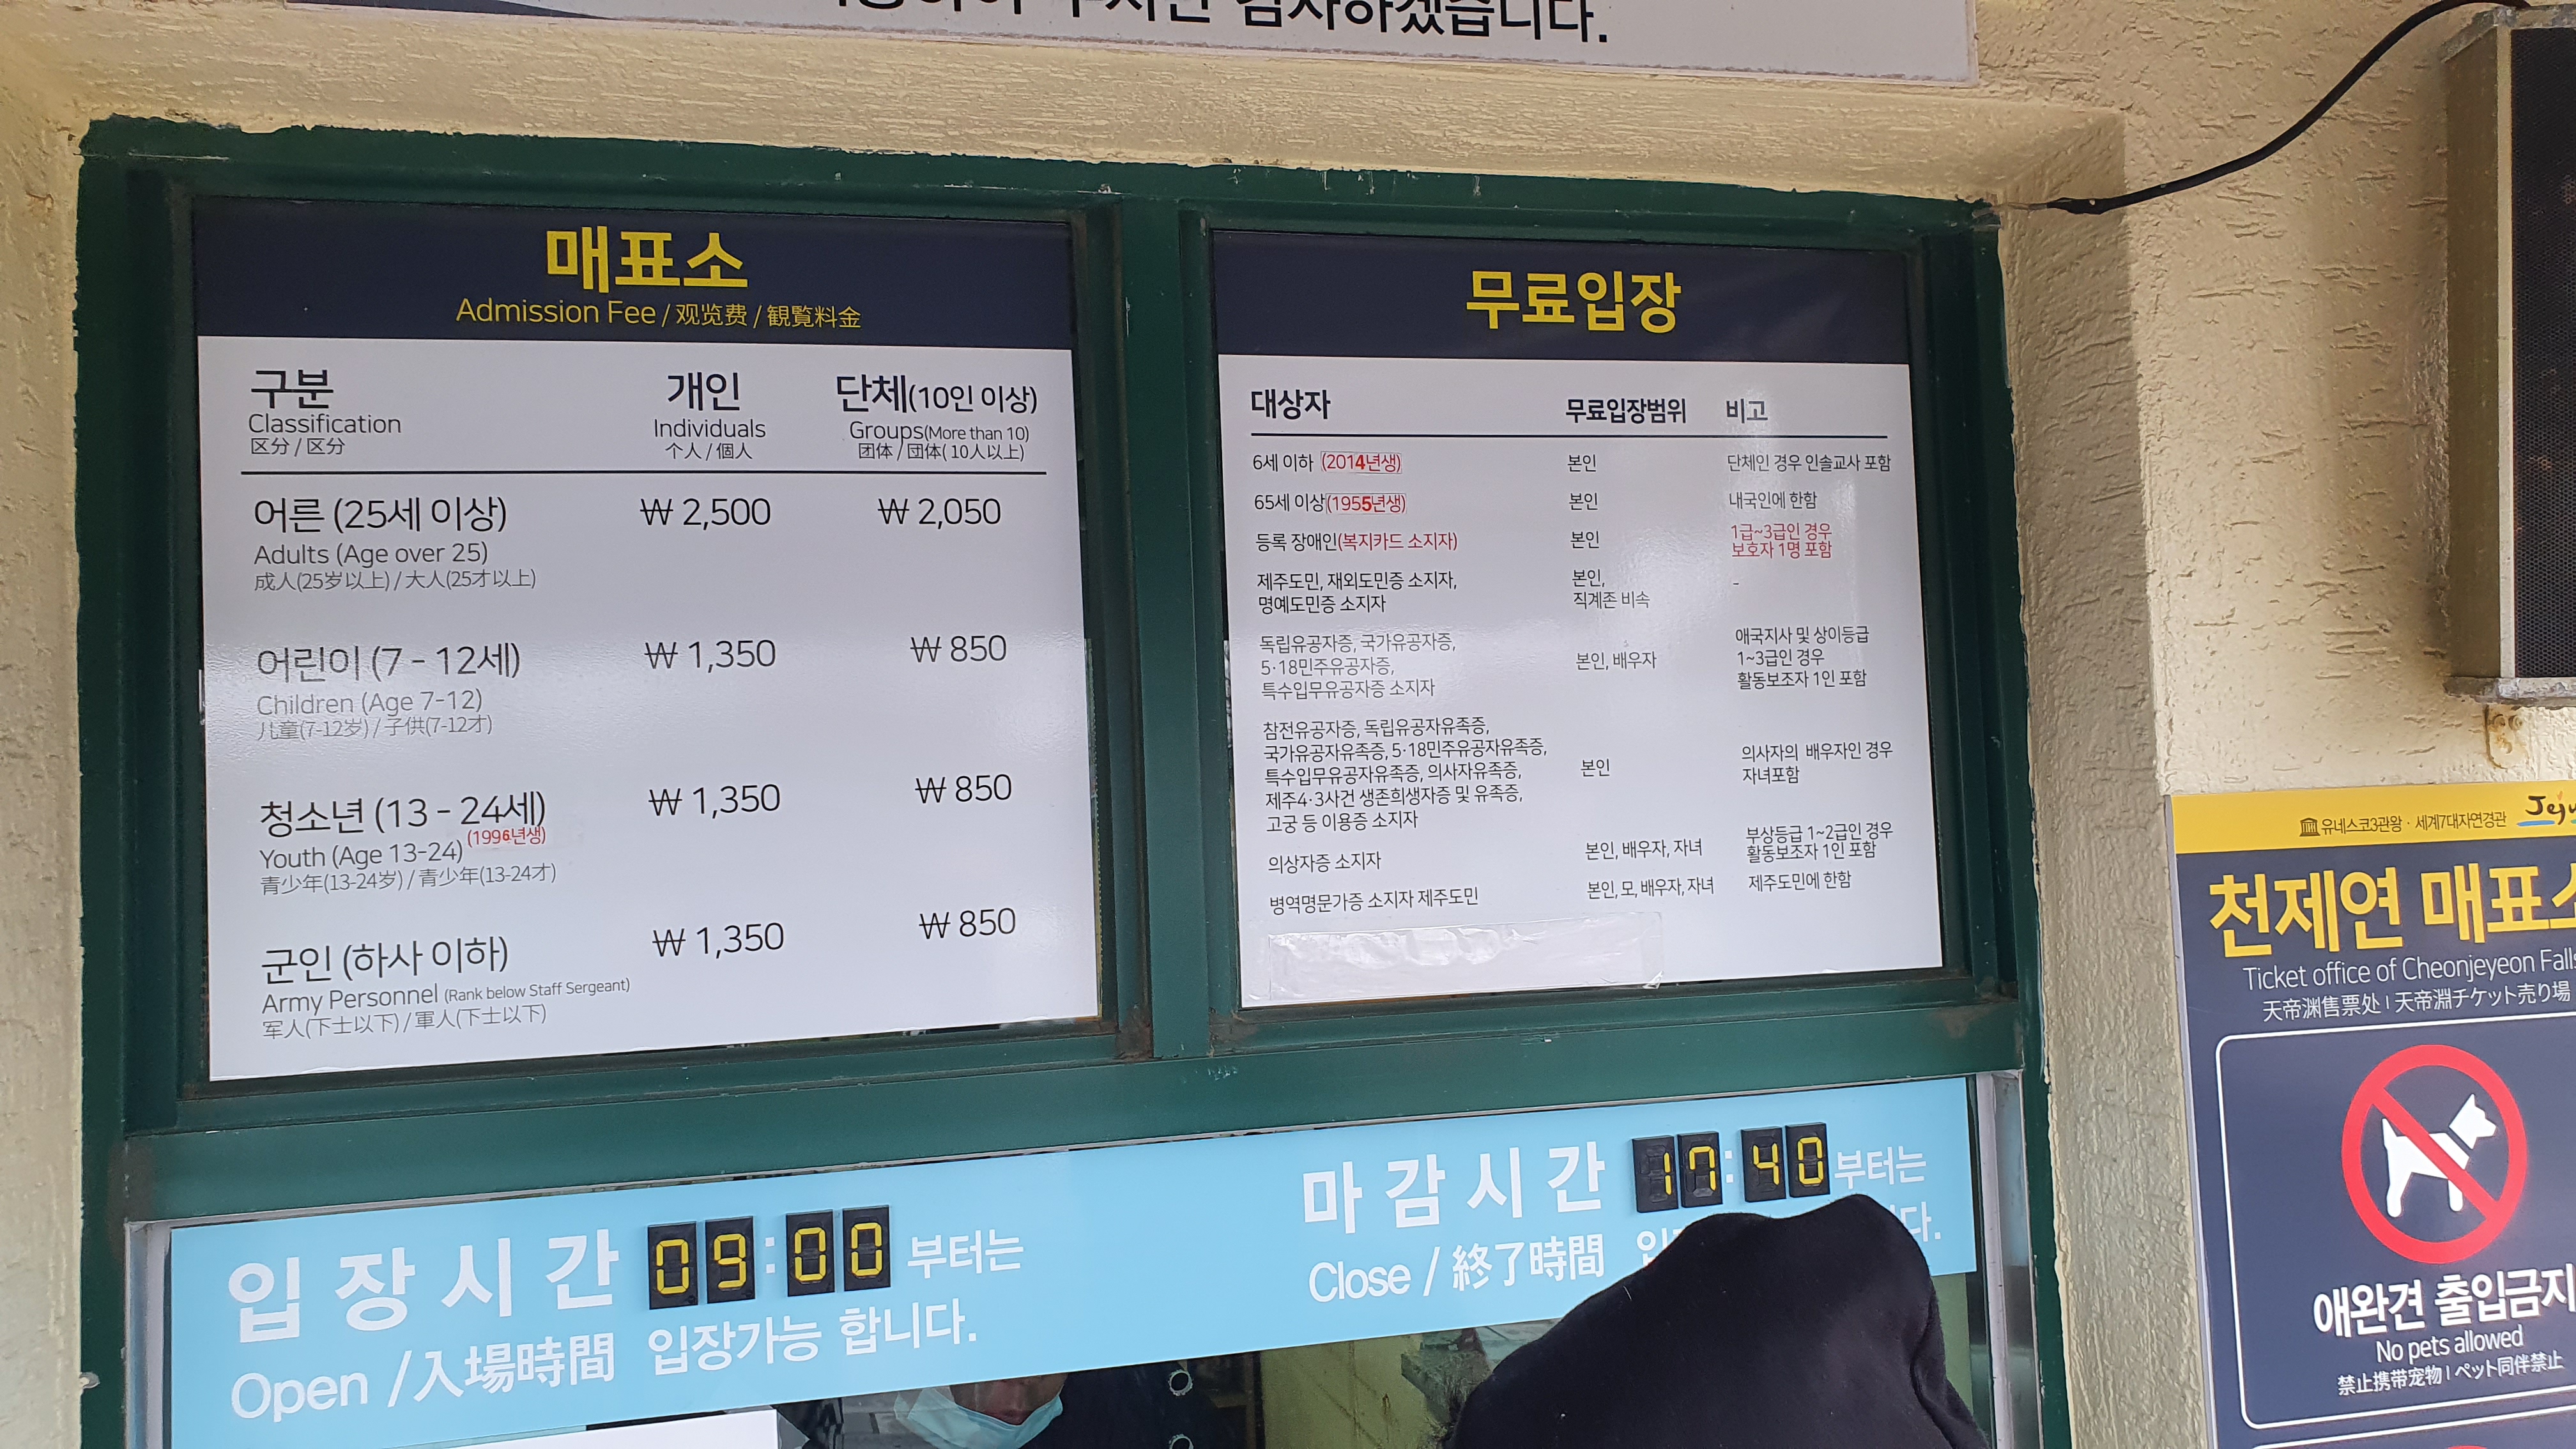 주시면 감사하겠습니다.
매표소
Admission Fee / 观览费 / 観覧料金
구분 개인 단체(10인 이상)
Classification Individuals Groups(More than 10)
区分 / 区分 个人 / 個人 团体 / 団体( 10人以上)
어른 (25세 이상) ₩ 2,500 ₩ 2,050
Adults (Age over 25)
成人(25岁以上) / 大人(25才以上)
어린이 (7 - 12세) ₩ 1,350 ₩ 850
Children (Age 7-12)
儿童(7-12岁) / 子供(7-12才)
청소년 (13 - 24세) ₩ 1,350 ₩ 850
(1996년생)
Youth (Age 13-24)
青少年(13-24岁) / 青少年(13-24才)
군인 (하사 이하) ₩ 1,350 ₩ 850
Army Personnel (Rank below Staff Sergeant)
军人(下士以下) / 軍人(下士以下)
무료입장
대상자 무료입장범위 비고
6세 이하 (2014년생) 본인 단체인 경우 인솔교사 포함
65세 이상(1955년생) 본인 내국인에 한함
등록 장애인(복지카드 소지자) 본인 1급~3급인 경우
보호자 1명 포함
제주도민, 재외도민증 소지자, 본인, -
명예도민증 소지자 직계존 비속
독립유공자증, 국가유공자증, 애국지사 및 상이등급
5·18민주유공자증, 본인, 배우자 1~3급인 경우
특수임무유공자증 소지자 활동보조자 1인 포함
참전유공자증, 독립유공자유족증,
국가유공자유족증, 5·18민주유공자유족증, 의사자의 배우자인 경우
특수임무유공자유족증, 의사자유족증, 본인 자녀포함
제주4·3사건 생존희생자증 및 유족증,
고궁 등 이용증 소지자
의상자증 소지자 본인, 배우자, 자녀 부상등급 1~2급인 경우
활동보조자 1인 포함
병역명문가증 소지자 제주도민 본인, 모, 배우자, 자녀 제주도민에 한함
입장시간 09:00 부터는
Open / 入場時間 입장가능 합니다.
마감시간 17:40 부터는
Close / 終了時間
유네스코3관왕 · 세계7대자연경관 Jeju
천제연 매표소
Ticket office of Cheonjeyeon Falls
天帝渊售票处 | 天帝淵チケット売り場
애완견 출입금지
No pets allowed
禁止携带宠物 | ペット同伴禁止